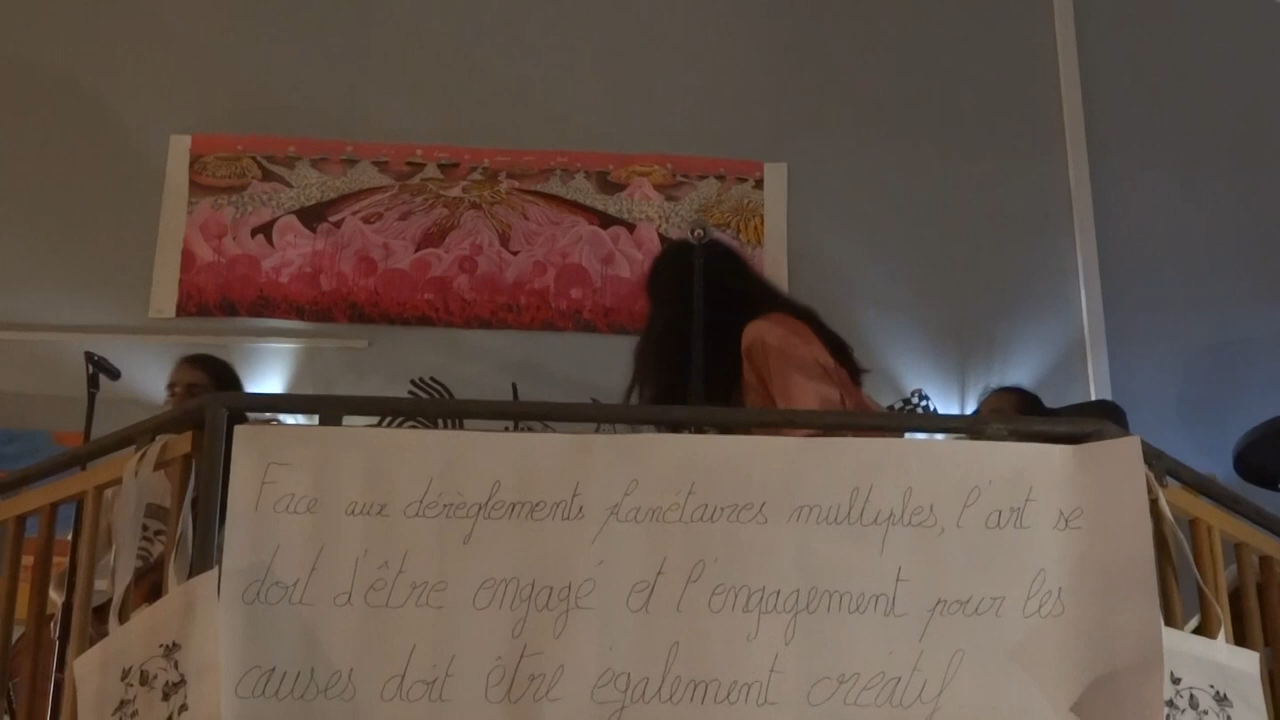 Face aux dérèglements planétaires multiples, l'art se
doit d'être engagé et l'engagement pour les
causes doit être également créatif